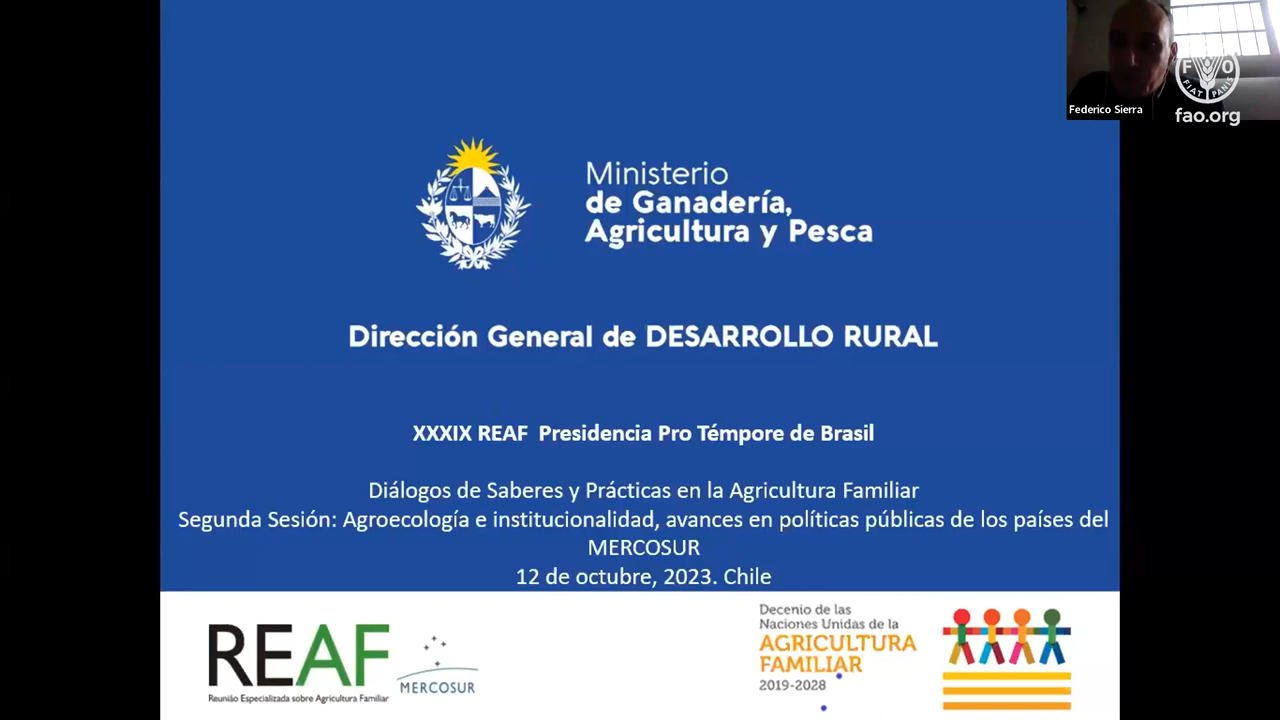 Federico Sierra
FAO
FIAT PANIS
fao.org
Ministerio
de Ganadería,
Agricultura y Pesca
Dirección General de DESARROLLO RURAL
XXXIX REAF Presidencia Pro Témpore de Brasil
Diálogos de Saberes y Prácticas en la Agricultura Familiar
Segunda Sesión: Agroecología e institucionalidad, avances en políticas públicas de los países del
MERCOSUR
12 de octubre, 2023. Chile
REAF
Reunião Especializada sobre Agricultura Familiar
MERCOSUR
Decenio de las
Naciones Unidas de la
AGRICULTURA
FAMILIAR
2019-2028